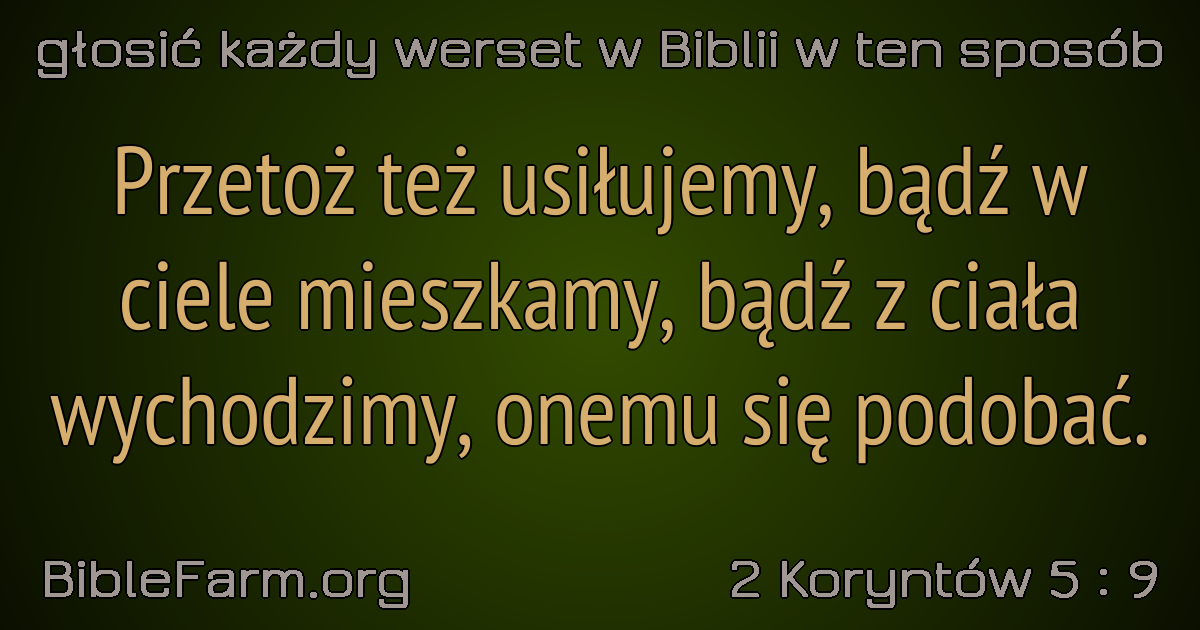 głosić każdy werset w Biblii w ten sposób
Przetoż też usiłujemy, bądź w
ciele mieszkamy, bądź z ciała
wychodzimy, onemu się podobać.
BibleFarm.org
2 Koryntów 5 : 9